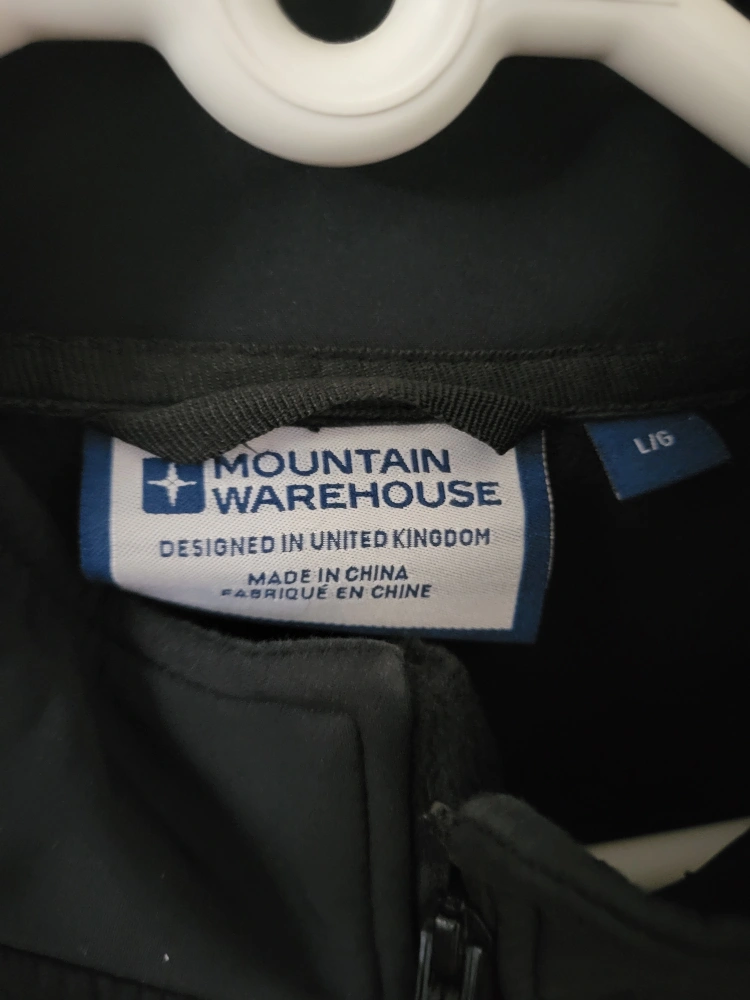 MOUNTAIN
WAREHOUSE
DESIGNED IN UNITED KINGDOM
MADE IN CHINA
FABRIQUÉ EN CHINE
L/G